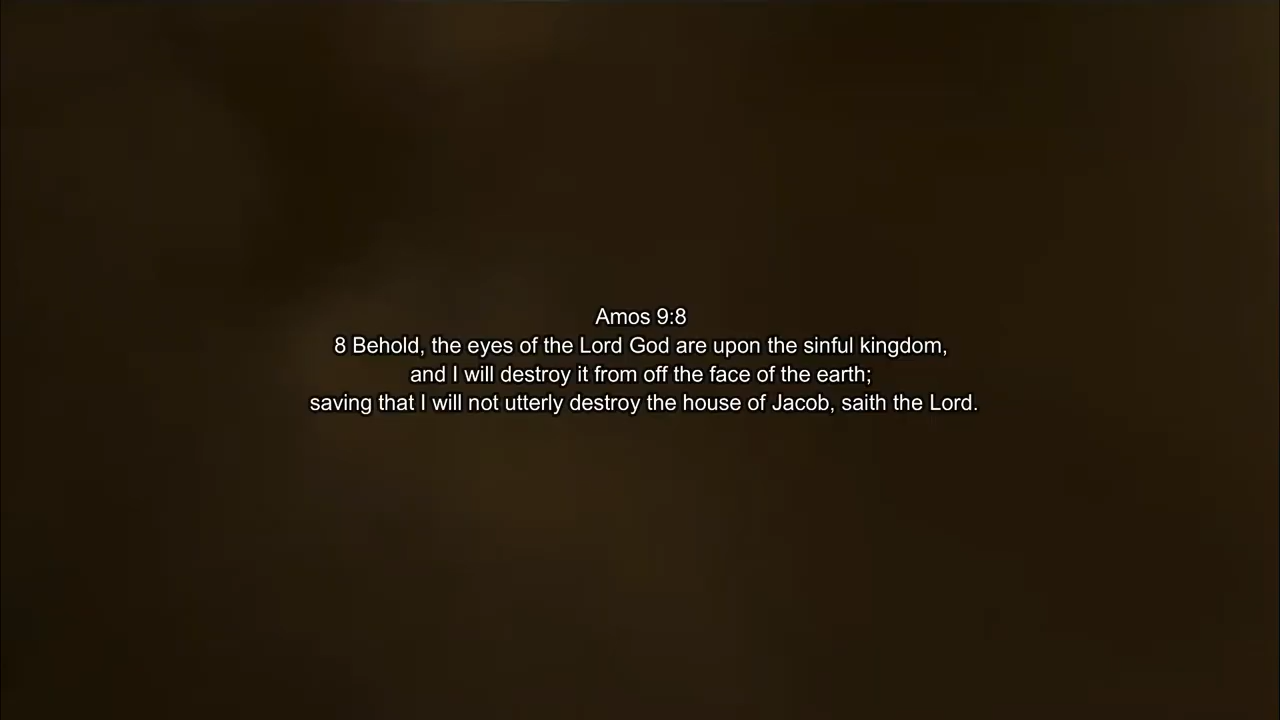 Amos 9:8
8 Behold, the eyes of the Lord God are upon the sinful kingdom,
and I will destroy it from off the face of the earth;
saving that I will not utterly destroy the house of Jacob, saith the Lord.